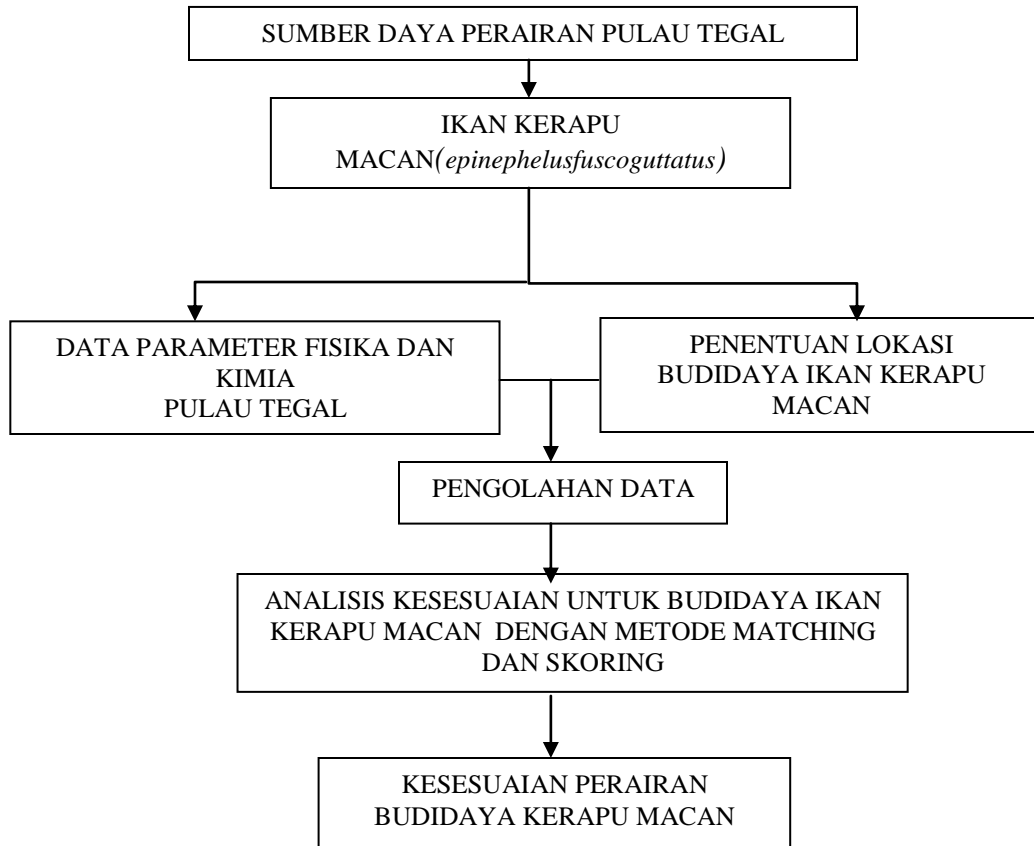 SUMBER DAYA PERAIRAN PULAU TEGAL
IKAN KERAPU
MACAN(epinephelusfuscoguttatus)
DATA PARAMETER FISIKA DAN
KIMIA
PULAU TEGAL
PENENTUAN LOKASI
BUDIDAYA IKAN KERAPU
MACAN
PENGOLAHAN DATA
ANALISIS KESESUAIAN UNTUK BUDIDAYA IKAN
KERAPU MACAN DENGAN METODE MATCHING
DAN SKORING
KESESUAIAN PERAIRAN
BUDIDAYA KERAPU MACAN